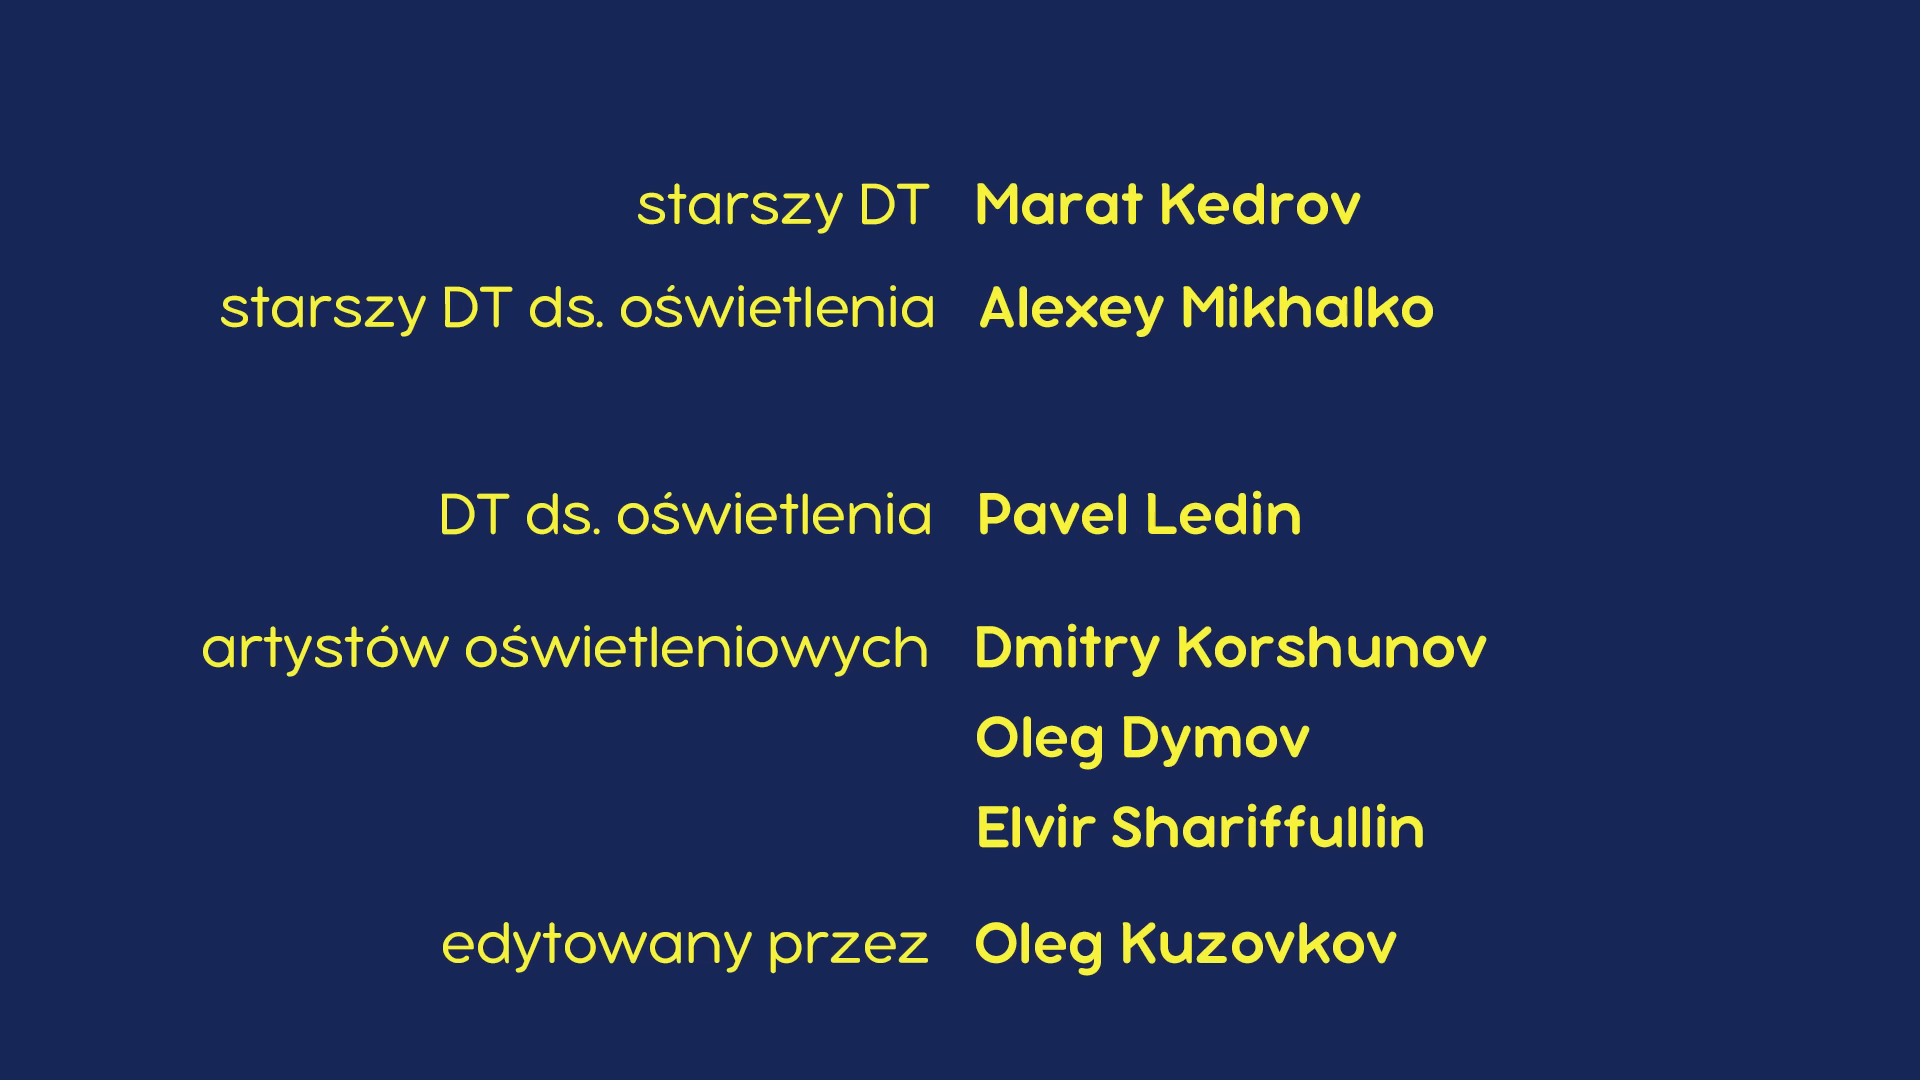 starszy DT Marat Kedrov
starszy DT ds. oświetlenia Alexey Mikhalko
DT ds. oświetlenia Pavel Ledin
artystów oświetleniowych Dmitry Korshunov
Oleg Dymov
Elvir Shariffullin
edytowany przez Oleg Kuzovkov